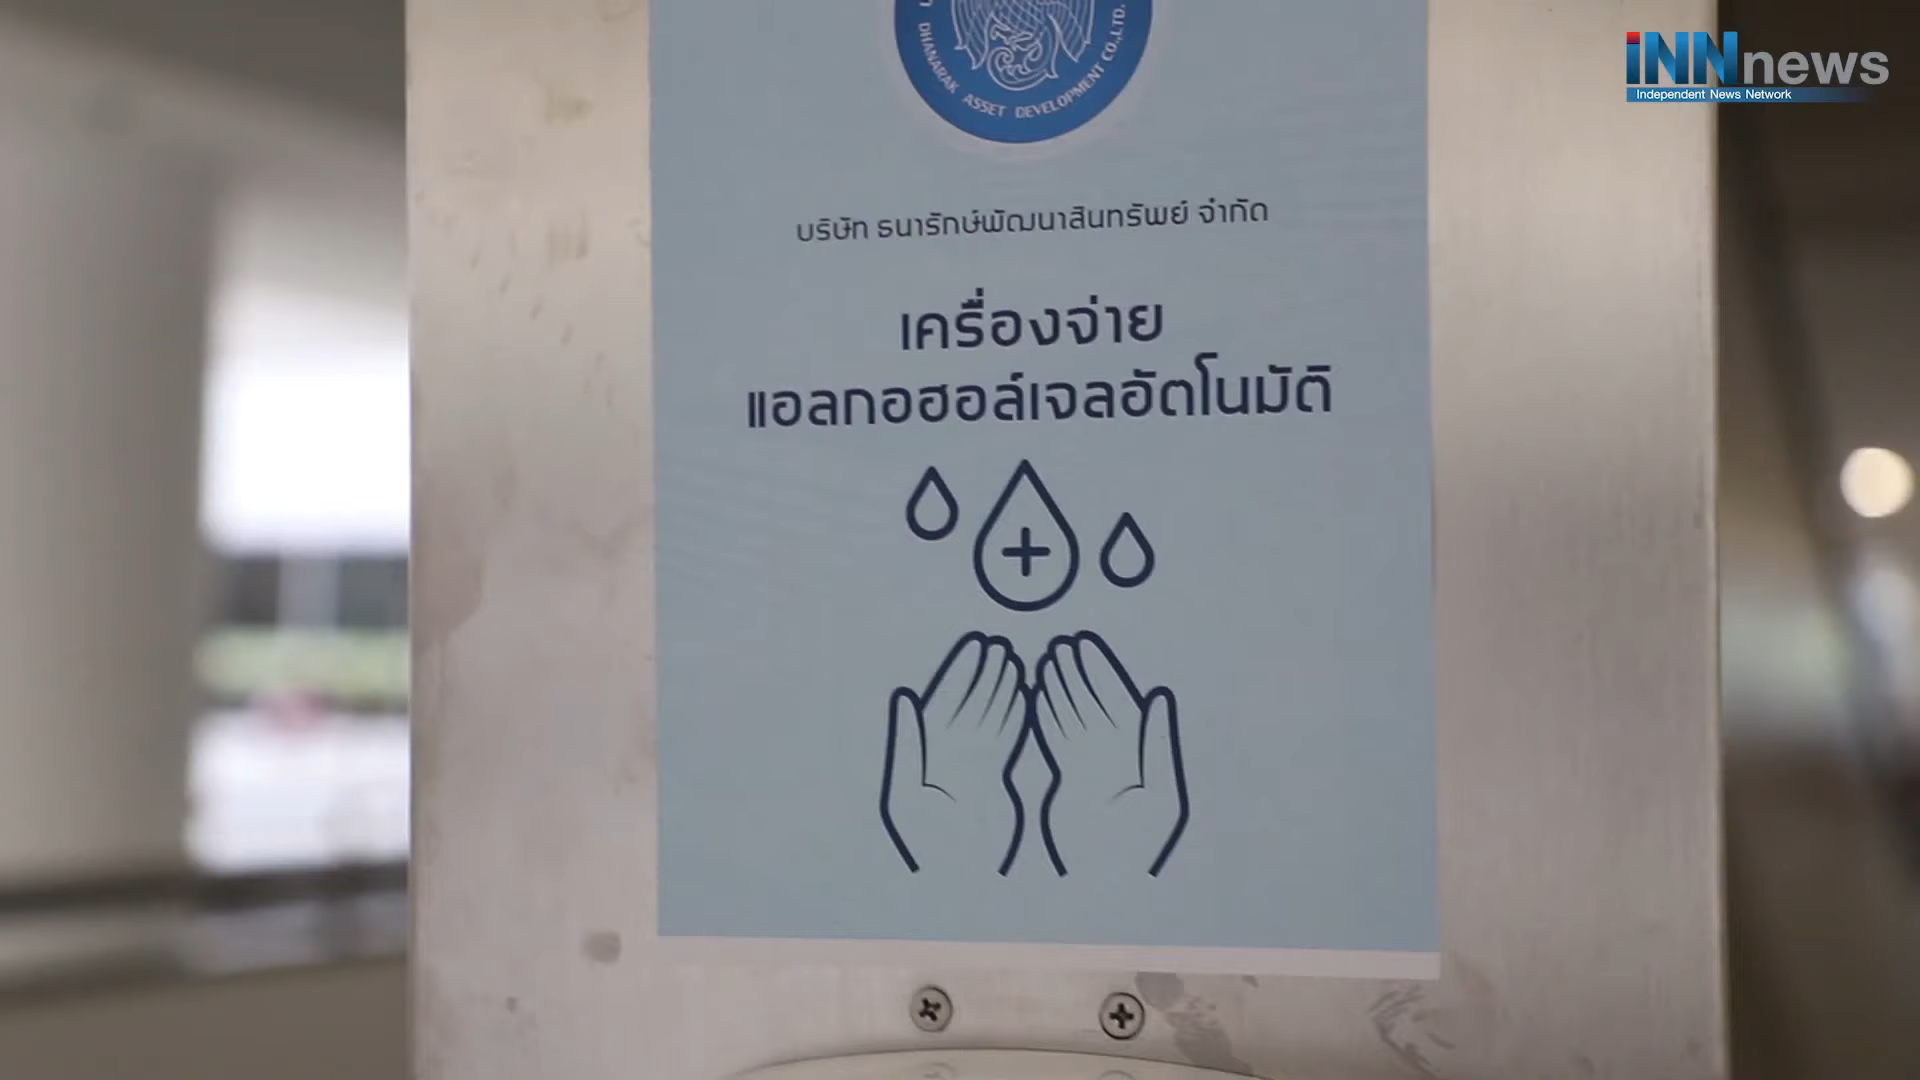 DHANARAK ASSET DEVELOPMENT CO.,LTD.
iNNnews
Independent News Network
บริษัท ธนารักษ์พัฒนาสินทรัพย์ จำกัด
เครื่องจ่าย
แอลกอฮอล์เจลอัตโนมัติ